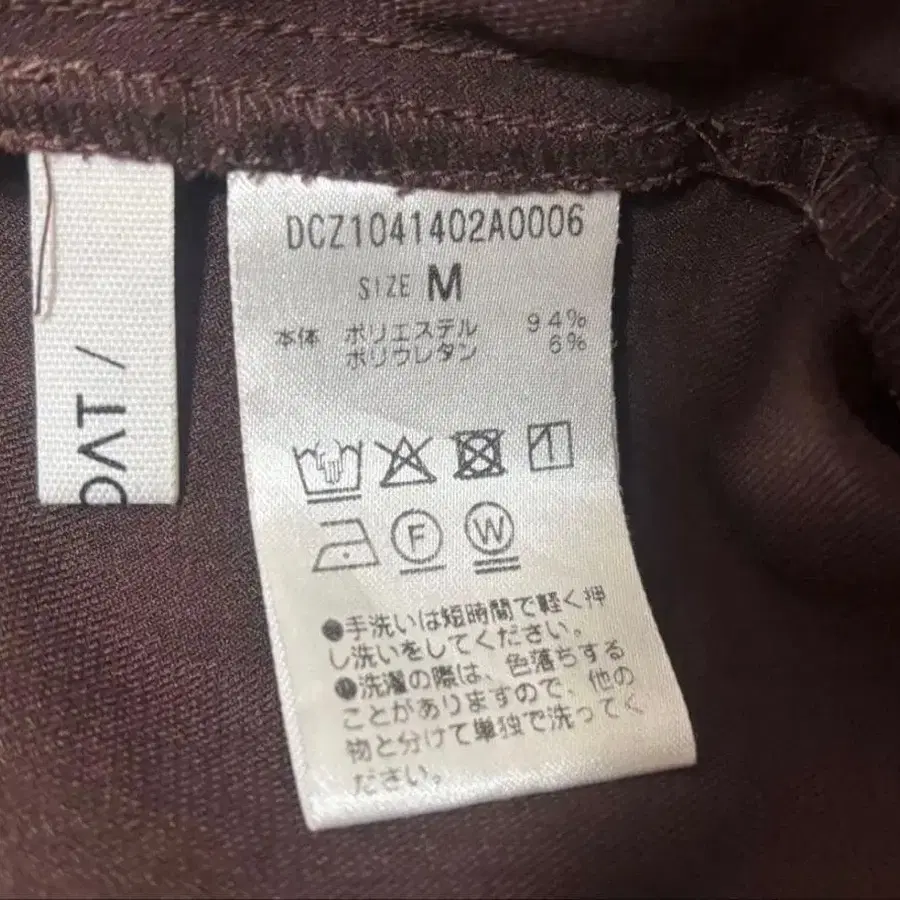 DCZ1041402A0006
SIZE M
本体 ポリエステル 94%
ポリウレタン 6%
F
W
●手洗いは短時間で軽く押
し洗いをしてください。
●洗濯の際は、色落ちする
ことがありますので、他の
物と分けて単独で洗ってく
ださい。